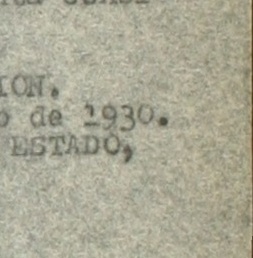 ION.
o de 1930.
ESTADO,